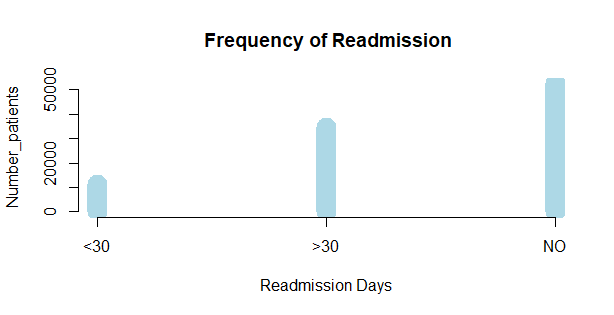 Frequency of Readmission
Number_patients
50000
20000
0
<30
>30
NO
Readmission Days